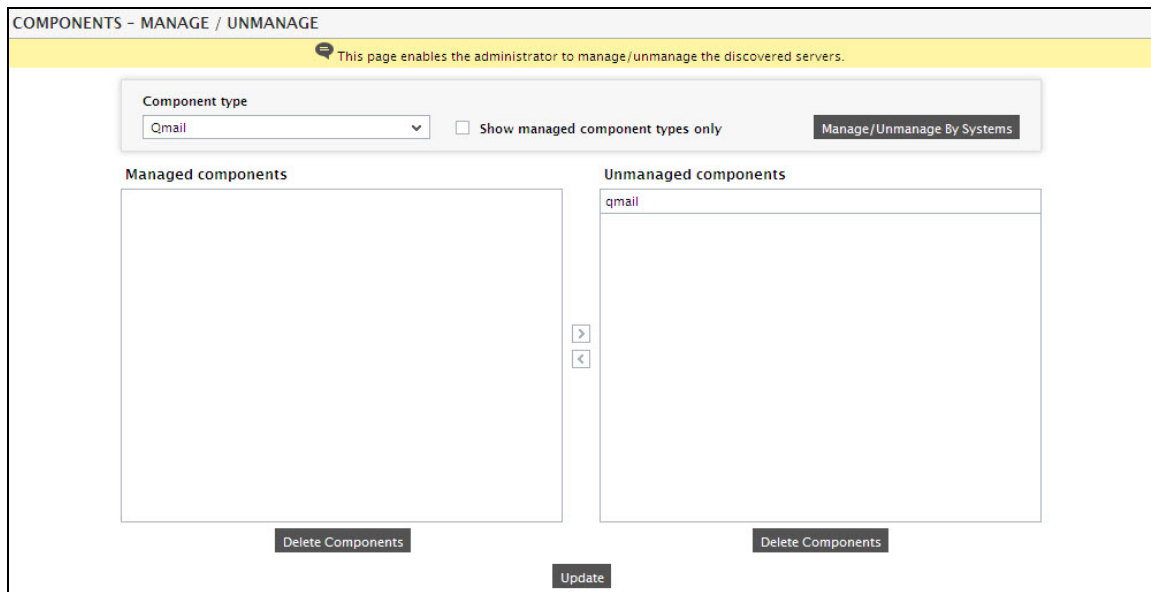 COMPONENTS - MANAGE / UNMANAGE
This page enables the administrator to manage/unmanage the discovered servers.
Component type
Qmail
Show managed component types only
Manage/Unmanage By Systems
Managed components
Unmanaged components
qmail
>
<
Delete Components
Delete Components
Update